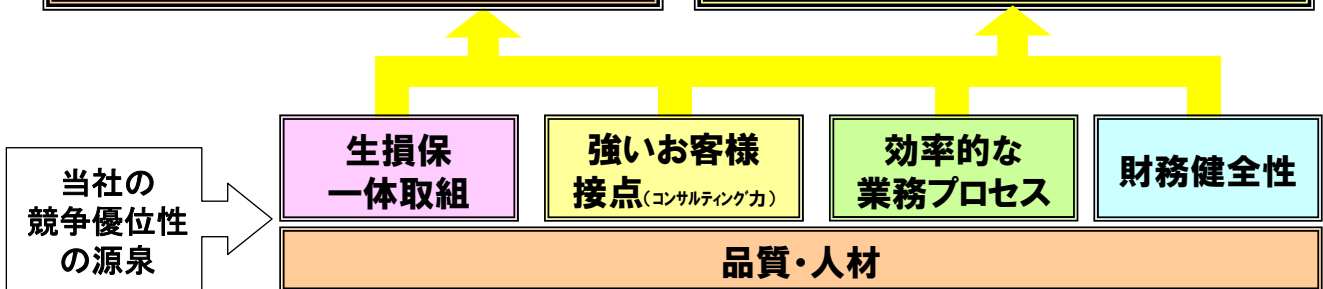 当社の
競争優位性
の源泉
生損保
一体取組
強いお客様
接点(コンサルティング力)
効率的な
業務プロセス
財務健全性
品質・人材